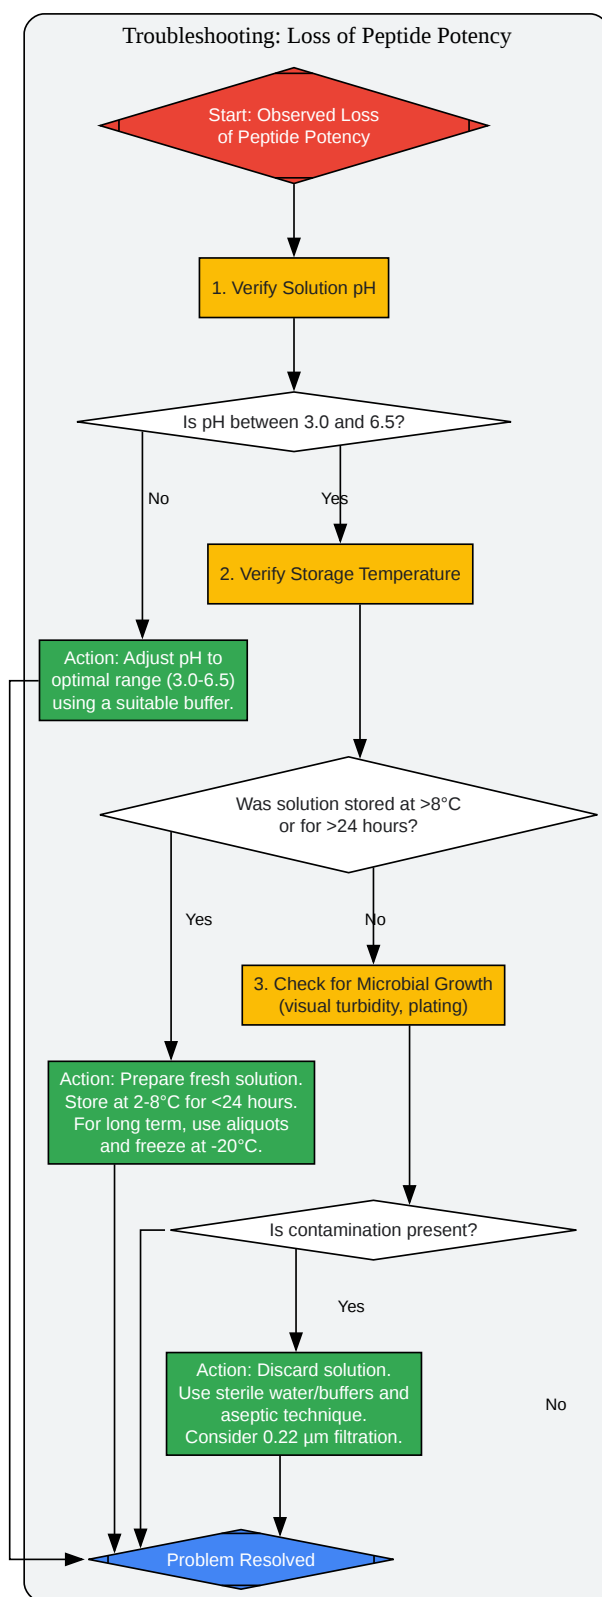 Troubleshooting: Loss of Peptide Potency
Start: Observed Loss
of Peptide Potency
1. Verify Solution pH
Is pH between 3.0 and 6.5?
No
Yes
2. Verify Storage Temperature
Action: Adjust pH to
optimal range (3.0-6.5)
using a suitable buffer.
Was solution stored at >8°C
or for >24 hours?
Yes
No
3. Check for Microbial Growth
(visual turbidity, plating)
Action: Prepare fresh solution.
Store at 2-8°C for <24 hours.
For long term, use aliquots
and freeze at -20°C.
Is contamination present?
Yes
Action: Discard solution.
Use sterile water/buffers and
aseptic technique.
Consider 0.22 µm filtration.
No
Problem Resolved